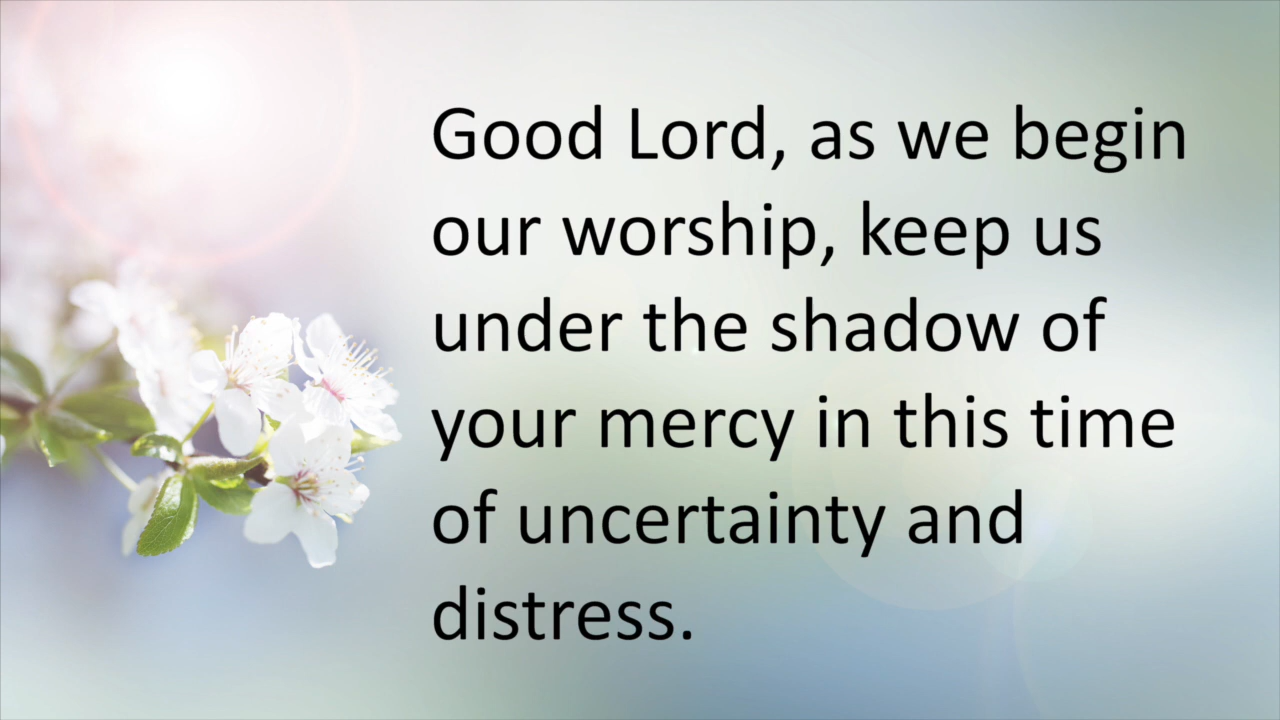 Good Lord, as we begin
our worship, keep us
under the shadow of
your mercy in this time
of uncertainty and
distress.